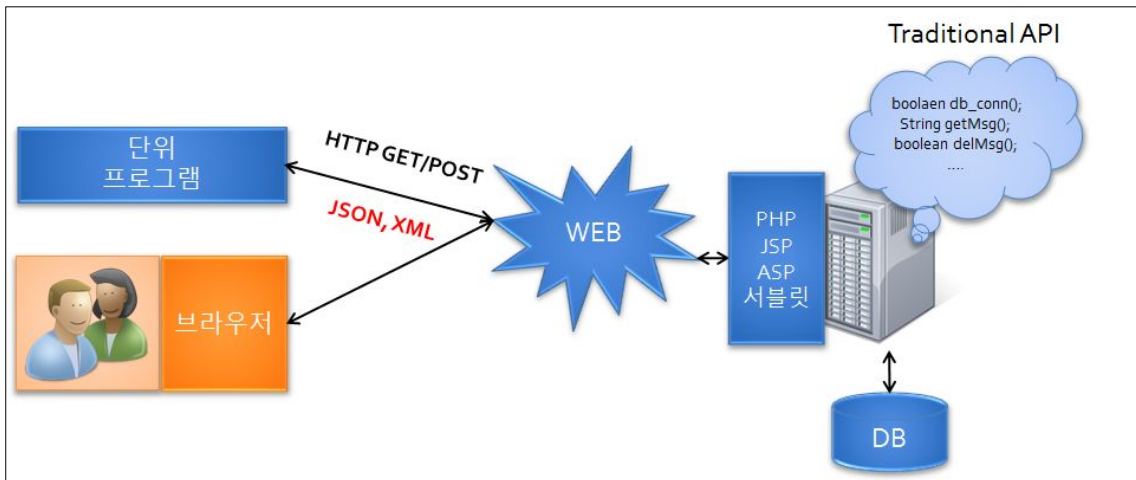 Traditional API
boolaen db_conn();
String getMsg();
boolean delMsg();
....
단위
프로그램
HTTP GET/POST
JSON, XML
브라우저
WEB
PHP
JSP
ASP
서블릿
DB